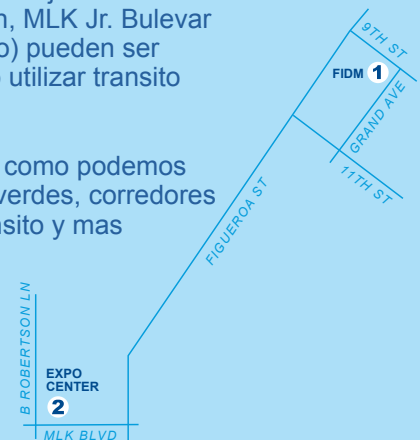 n, MLK Jr. Bulevar
o) pueden ser
utilizar transito
como podemos
verdes, corredores
nsito y mas
9TH ST
FIDM 1
GRAND AVE
11TH ST
FIGUEROA ST
B ROBERTSON LN
EXPO
CENTER
2
MLK BLVD